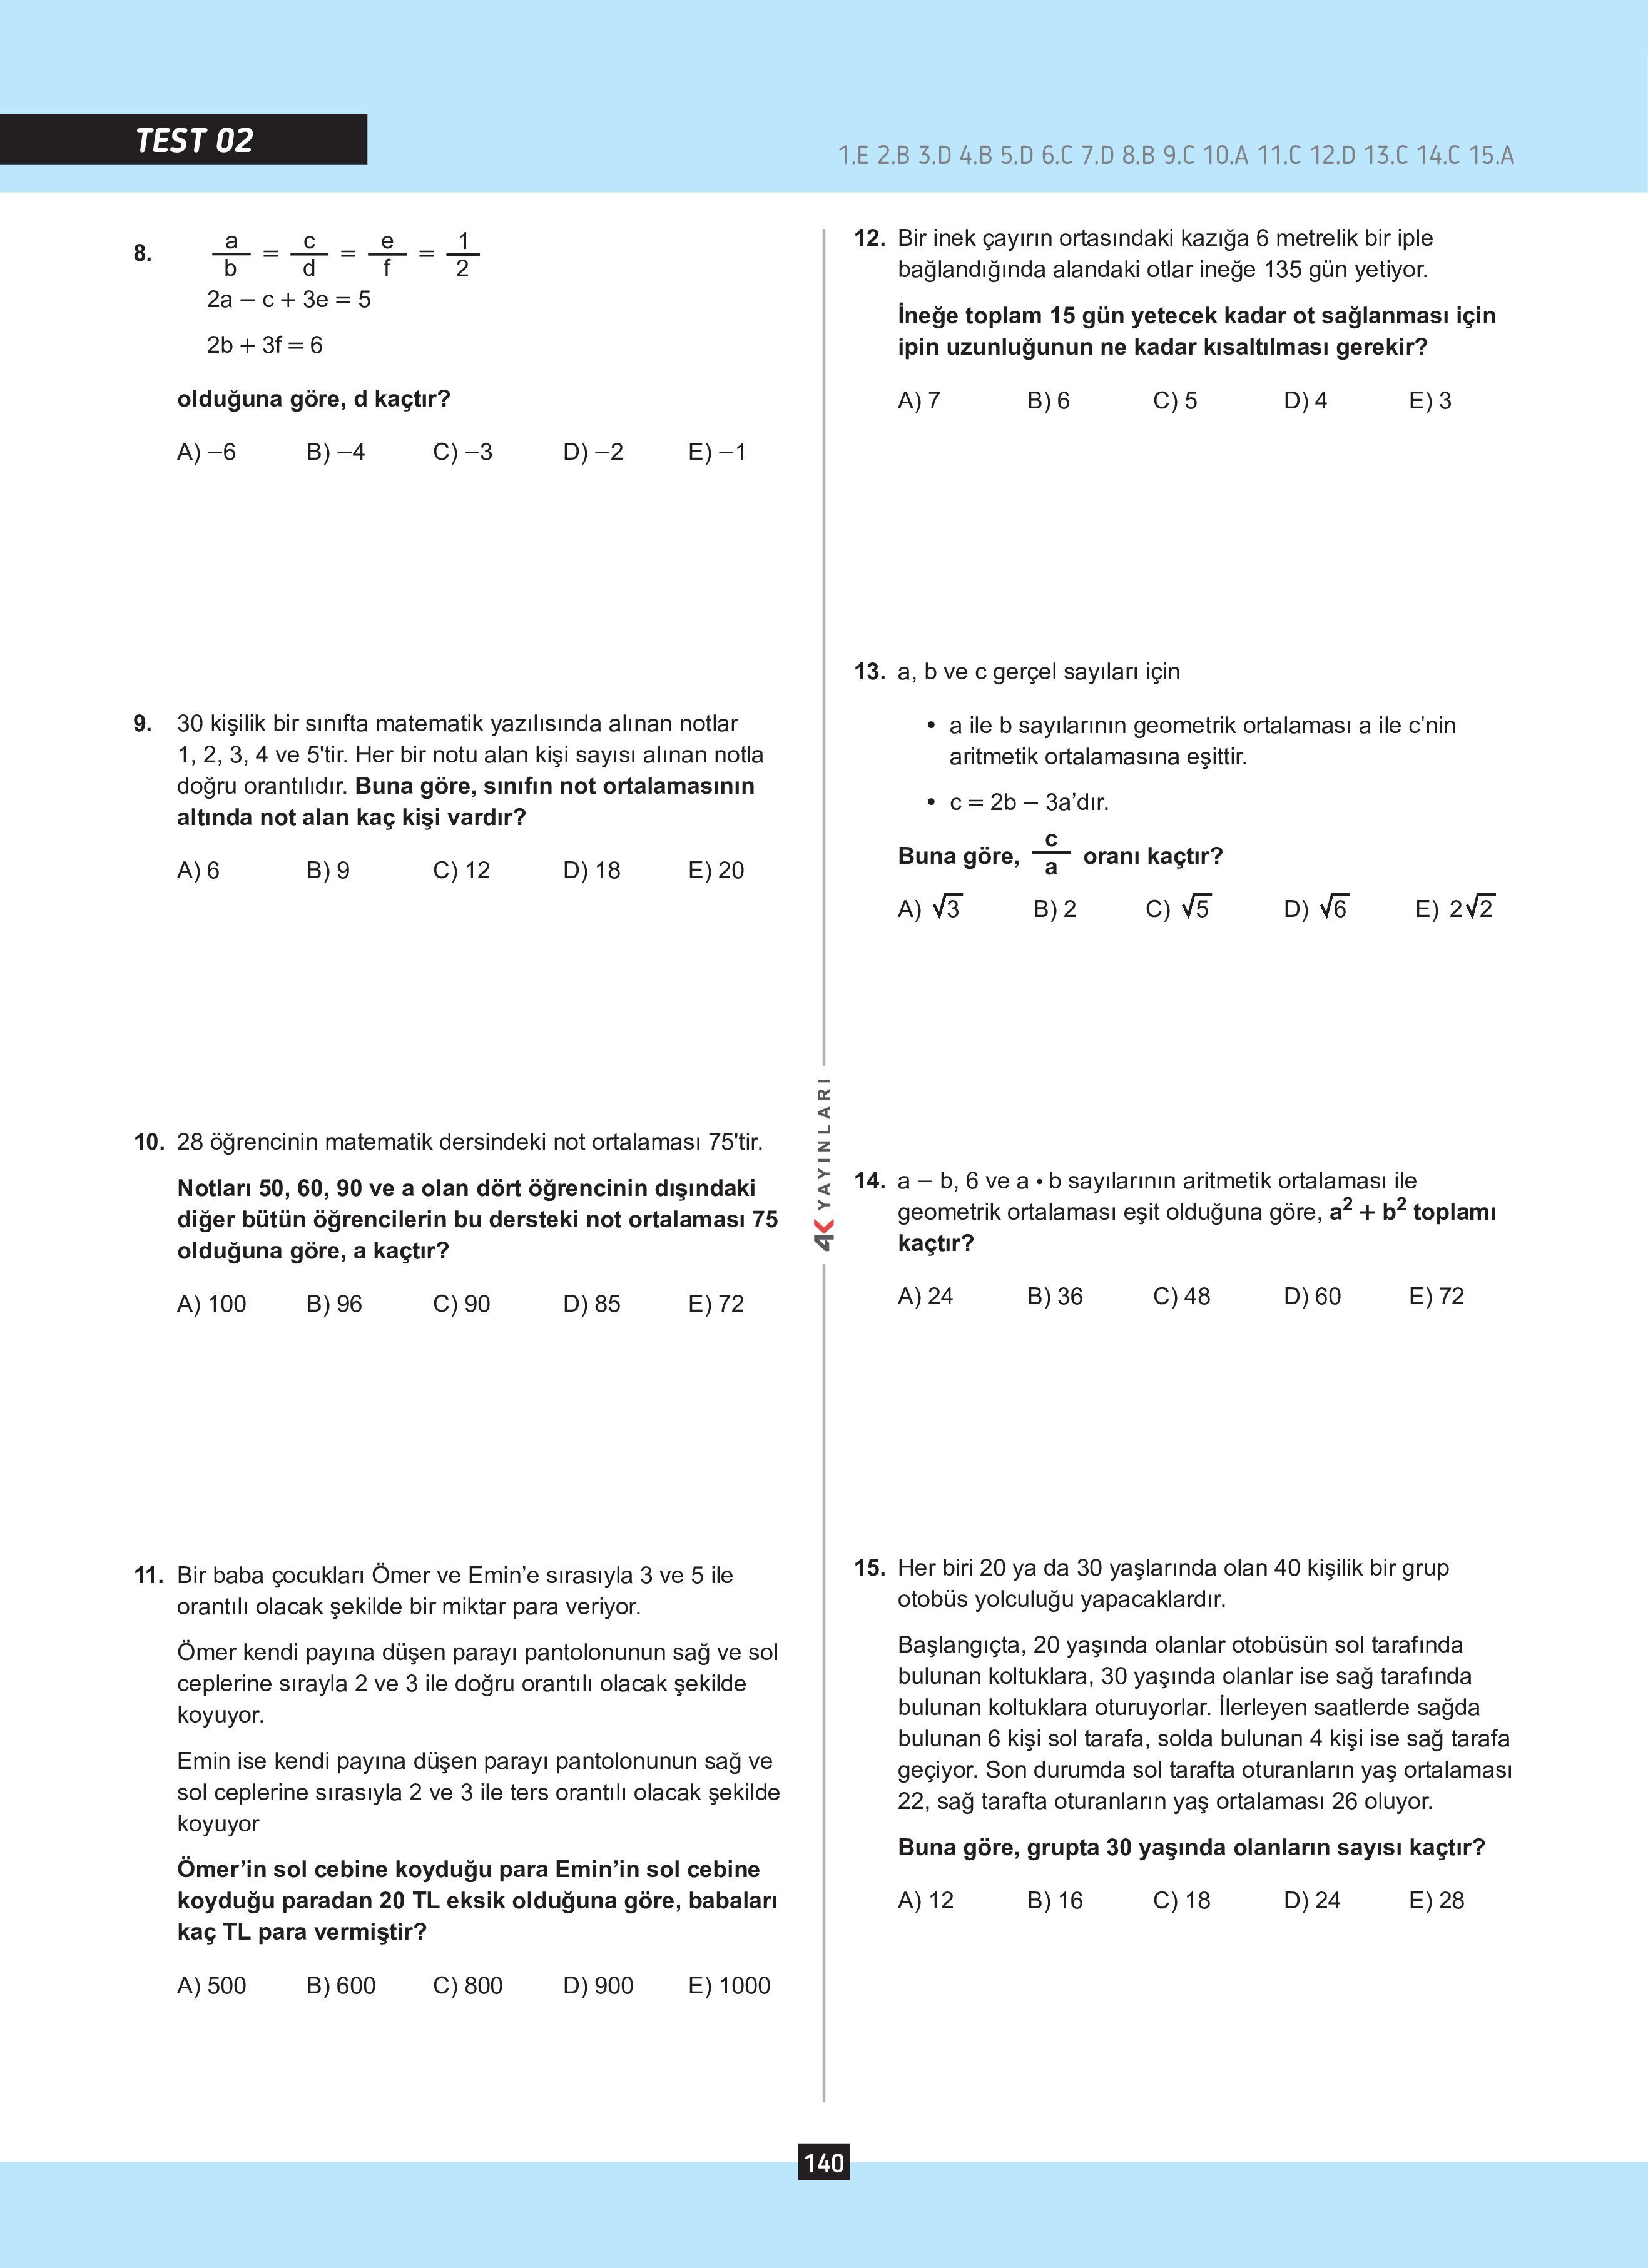 TEST 02
1.E 2.B 3.D 4.B 5.D 6.C 7.D 8.B 9.C 10.A 11.C 12.D 13.C 14.C 15.A
8. a/b = c/d = e/f = 1/2
2a – c + 3e = 5
2b + 3f = 6
olduğuna göre, d kaçtır?
A) –6 B) –4 C) –3 D) –2 E) –1
9. 30 kişilik bir sınıfta matematik yazılısında alınan notlar
1, 2, 3, 4 ve 5'tir. Her bir notu alan kişi sayısı alınan notla
doğru orantılıdır. Buna göre, sınıfın not ortalamasının
altında not alan kaç kişi vardır?
A) 6 B) 9 C) 12 D) 18 E) 20
10. 28 öğrencinin matematik dersindeki not ortalaması 75'tir.
Notları 50, 60, 90 ve a olan dört öğrencinin dışındaki
diğer bütün öğrencilerin bu dersteki not ortalaması 75
olduğuna göre, a kaçtır?
A) 100 B) 96 C) 90 D) 85 E) 72
11. Bir baba çocukları Ömer ve Emin’e sırasıyla 3 ve 5 ile
orantılı olacak şekilde bir miktar para veriyor.
Ömer kendi payına düşen parayı pantolonunun sağ ve sol
ceplerine sırayla 2 ve 3 ile doğru orantılı olacak şekilde
koyuyor.
Emin ise kendi payına düşen parayı pantolonunun sağ ve
sol ceplerine sırasıyla 2 ve 3 ile ters orantılı olacak şekilde
koyuyor
Ömer’in sol cebine koyduğu para Emin’in sol cebine
koyduğu paradan 20 TL eksik olduğuna göre, babaları
kaç TL para vermiştir?
A) 500 B) 600 C) 800 D) 900 E) 1000
4K YAYINLARI
12. Bir inek çayırın ortasındaki kazığa 6 metrelik bir iple
bağlandığında alandaki otlar ineğe 135 gün yetiyor.
İneğe toplam 15 gün yetecek kadar ot sağlanması için
ipin uzunluğunun ne kadar kısaltılması gerekir?
A) 7 B) 6 C) 5 D) 4 E) 3
13. a, b ve c gerçel sayıları için
• a ile b sayılarının geometrik ortalaması a ile c’nin
aritmetik ortalamasına eşittir.
• c = 2b – 3a’dır.
Buna göre, c/a oranı kaçtır?
A) √3 B) 2 C) √5 D) √6 E) 2√2
14. a – b, 6 ve a • b sayılarının aritmetik ortalaması ile
geometrik ortalaması eşit olduğuna göre, a² + b² toplamı
kaçtır?
A) 24 B) 36 C) 48 D) 60 E) 72
15. Her biri 20 ya da 30 yaşlarında olan 40 kişilik bir grup
otobüs yolculuğu yapacaklardır.
Başlangıçta, 20 yaşında olanlar otobüsün sol tarafında
bulunan koltuklara, 30 yaşında olanlar ise sağ tarafında
bulunan koltuklara oturuyorlar. İlerleyen saatlerde sağda
bulunan 6 kişi sol tarafa, solda bulunan 4 kişi ise sağ tarafa
geçiyor. Son durumda sol tarafta oturanların yaş ortalaması
22, sağ tarafta oturanların yaş ortalaması 26 oluyor.
Buna göre, grupta 30 yaşında olanların sayısı kaçtır?
A) 12 B) 16 C) 18 D) 24 E) 28
140